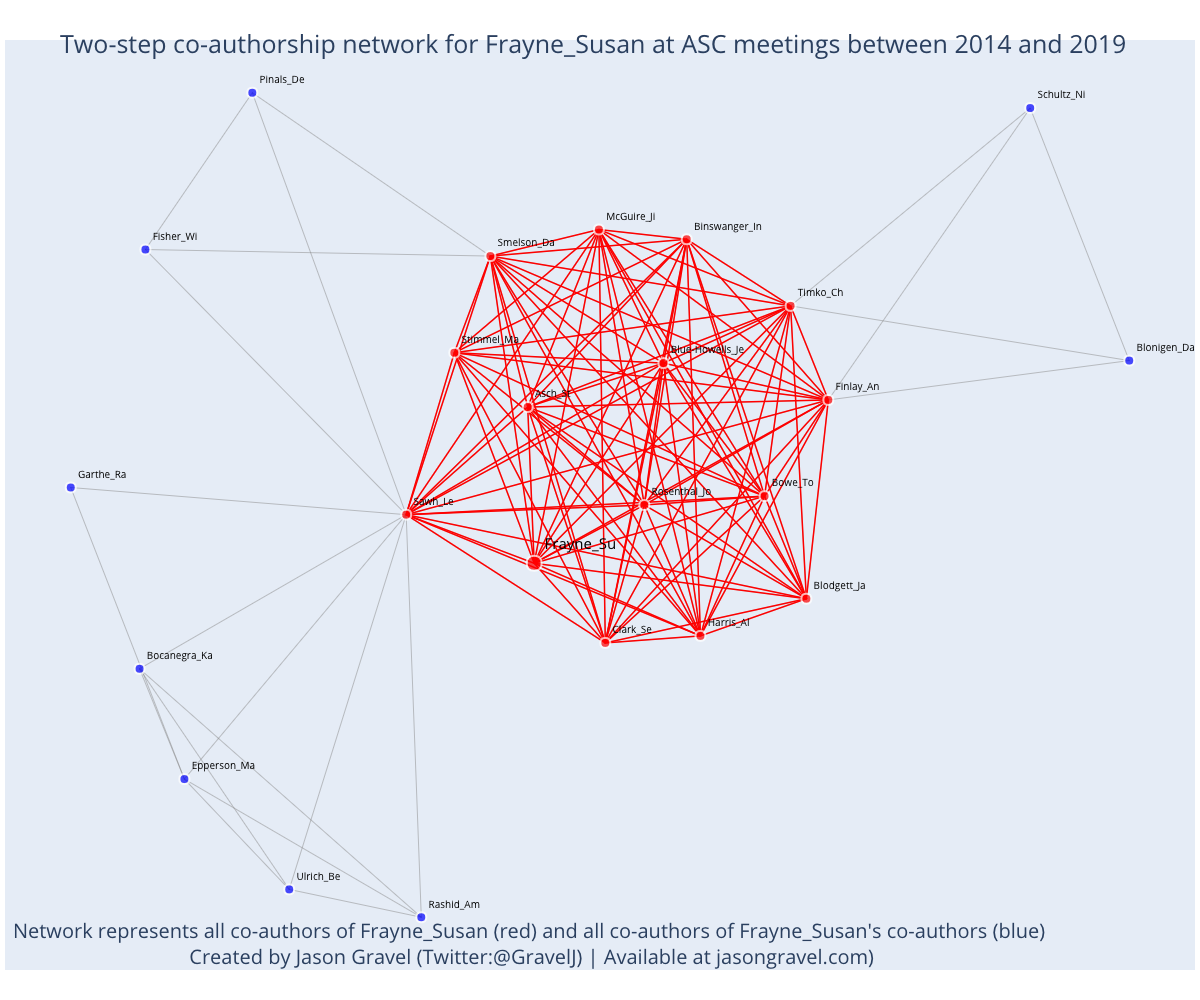 Two-step co-authorship network for Frayne_Susan at ASC meetings between 2014 and 2019
Pinals_De
Schultz_Ni
McGuire_Ji
Binswanger_In
Fisher_Wi
Smelson_Da
Timko_Ch
Stimmel_Ma
Blue-Howells_Je
Blonigen_Da
Finlay_An
Asch_St
Garthe_Ra
Bowe_To
Rosenthal_Jo
Sawh_Le
Frayne_Su
Blodgett_Ja
Harris_Al
Clark_Se
Bocanegra_Ka
Epperson_Ma
Ulrich_Be
Rashid_Am
Network represents all co-authors of Frayne_Susan (red) and all co-authors of Frayne_Susan's co-authors (blue)
Created by Jason Gravel (Twitter:@GravelJ) | Available at jasongravel.com)